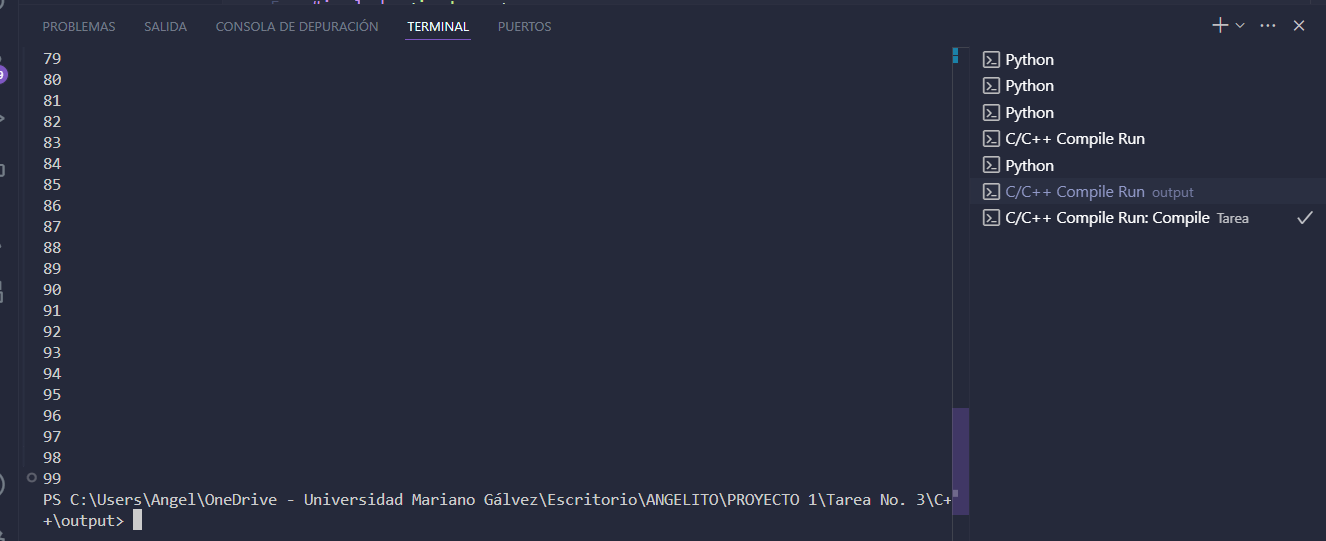 PROBLEMAS SALIDA CONSOLA DE DEPURACIÓN TERMINAL PUERTOS
79
80
81
82
83
84
85
86
87
88
89
90
91
92
93
94
95
96
97
98
99
PS C:\Users\Angel\OneDrive - Universidad Mariano Gálvez\Escritorio\ANGELITO\PROYECTO 1\Tarea No. 3\C+
+\output>
Python
Python
Python
C/C++ Compile Run
Python
C/C++ Compile Run output
C/C++ Compile Run: Compile Tarea